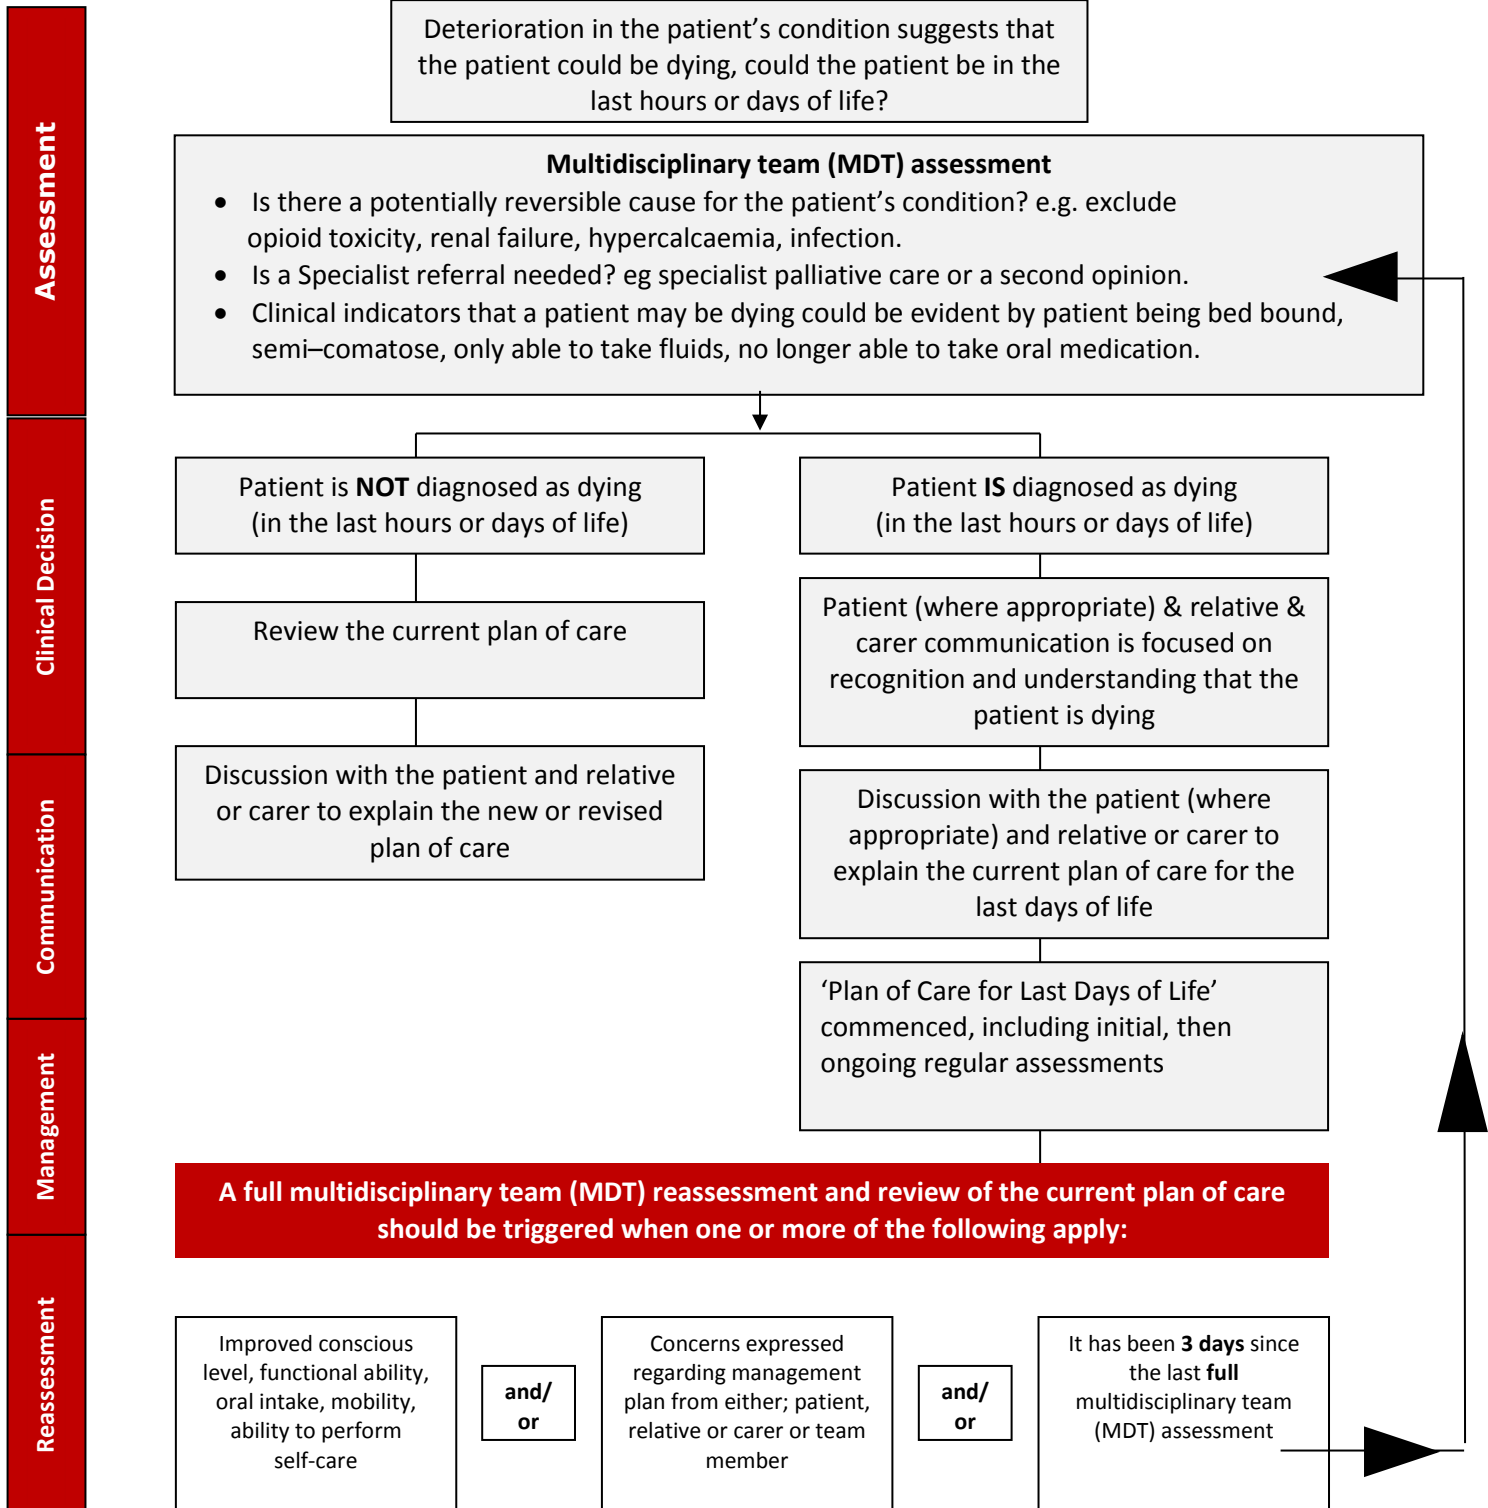 Assessment
Deterioration in the patient’s condition suggests that
the patient could be dying, could the patient be in the
last hours or days of life?
Multidisciplinary team (MDT) assessment
• Is there a potentially reversible cause for the patient’s condition? e.g. exclude
opioid toxicity, renal failure, hypercalcaemia, infection.
• Is a Specialist referral needed? eg specialist palliative care or a second opinion.
• Clinical indicators that a patient may be dying could be evident by patient being bed bound,
semi–comatose, only able to take fluids, no longer able to take oral medication.
Clinical Decision
Patient is NOT diagnosed as dying
(in the last hours or days of life)
Review the current plan of care
Patient IS diagnosed as dying
(in the last hours or days of life)
Patient (where appropriate) & relative &
carer communication is focused on
recognition and understanding that the
patient is dying
Communication
Discussion with the patient and relative
or carer to explain the new or revised
plan of care
Discussion with the patient (where
appropriate) and relative or carer to
explain the current plan of care for the
last days of life
‘Plan of Care for Last Days of Life’
commenced, including initial, then
ongoing regular assessments
Management
A full multidisciplinary team (MDT) reassessment and review of the current plan of care
should be triggered when one or more of the following apply:
Reassessment
Improved conscious
level, functional ability,
oral intake, mobility,
ability to perform
self-care
and/
or
Concerns expressed
regarding management
plan from either; patient,
relative or carer or team
member
and/
or
It has been 3 days since
the last full
multidisciplinary team
(MDT) assessment